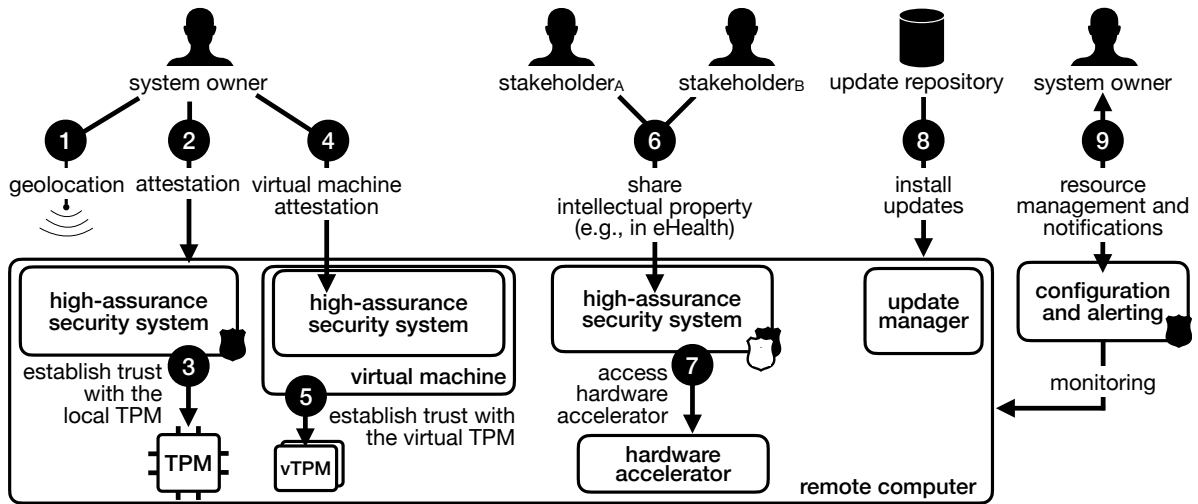 system owner
stakeholderA
stakeholderB
update repository
system owner
1
2
4
6
8
9
geolocation
attestation
virtual machine
attestation
share
intellectual property
(e.g., in eHealth)
install
updates
resource
management and
notifications
high-assurance
security system
high-assurance
security system
virtual machine
high-assurance
security system
update
manager
configuration
and alerting
establish trust
with the
local TPM
3
5
establish trust with
the virtual TPM
access
hardware
accelerator
7
monitoring
TPM
vTPM
hardware
accelerator
remote computer